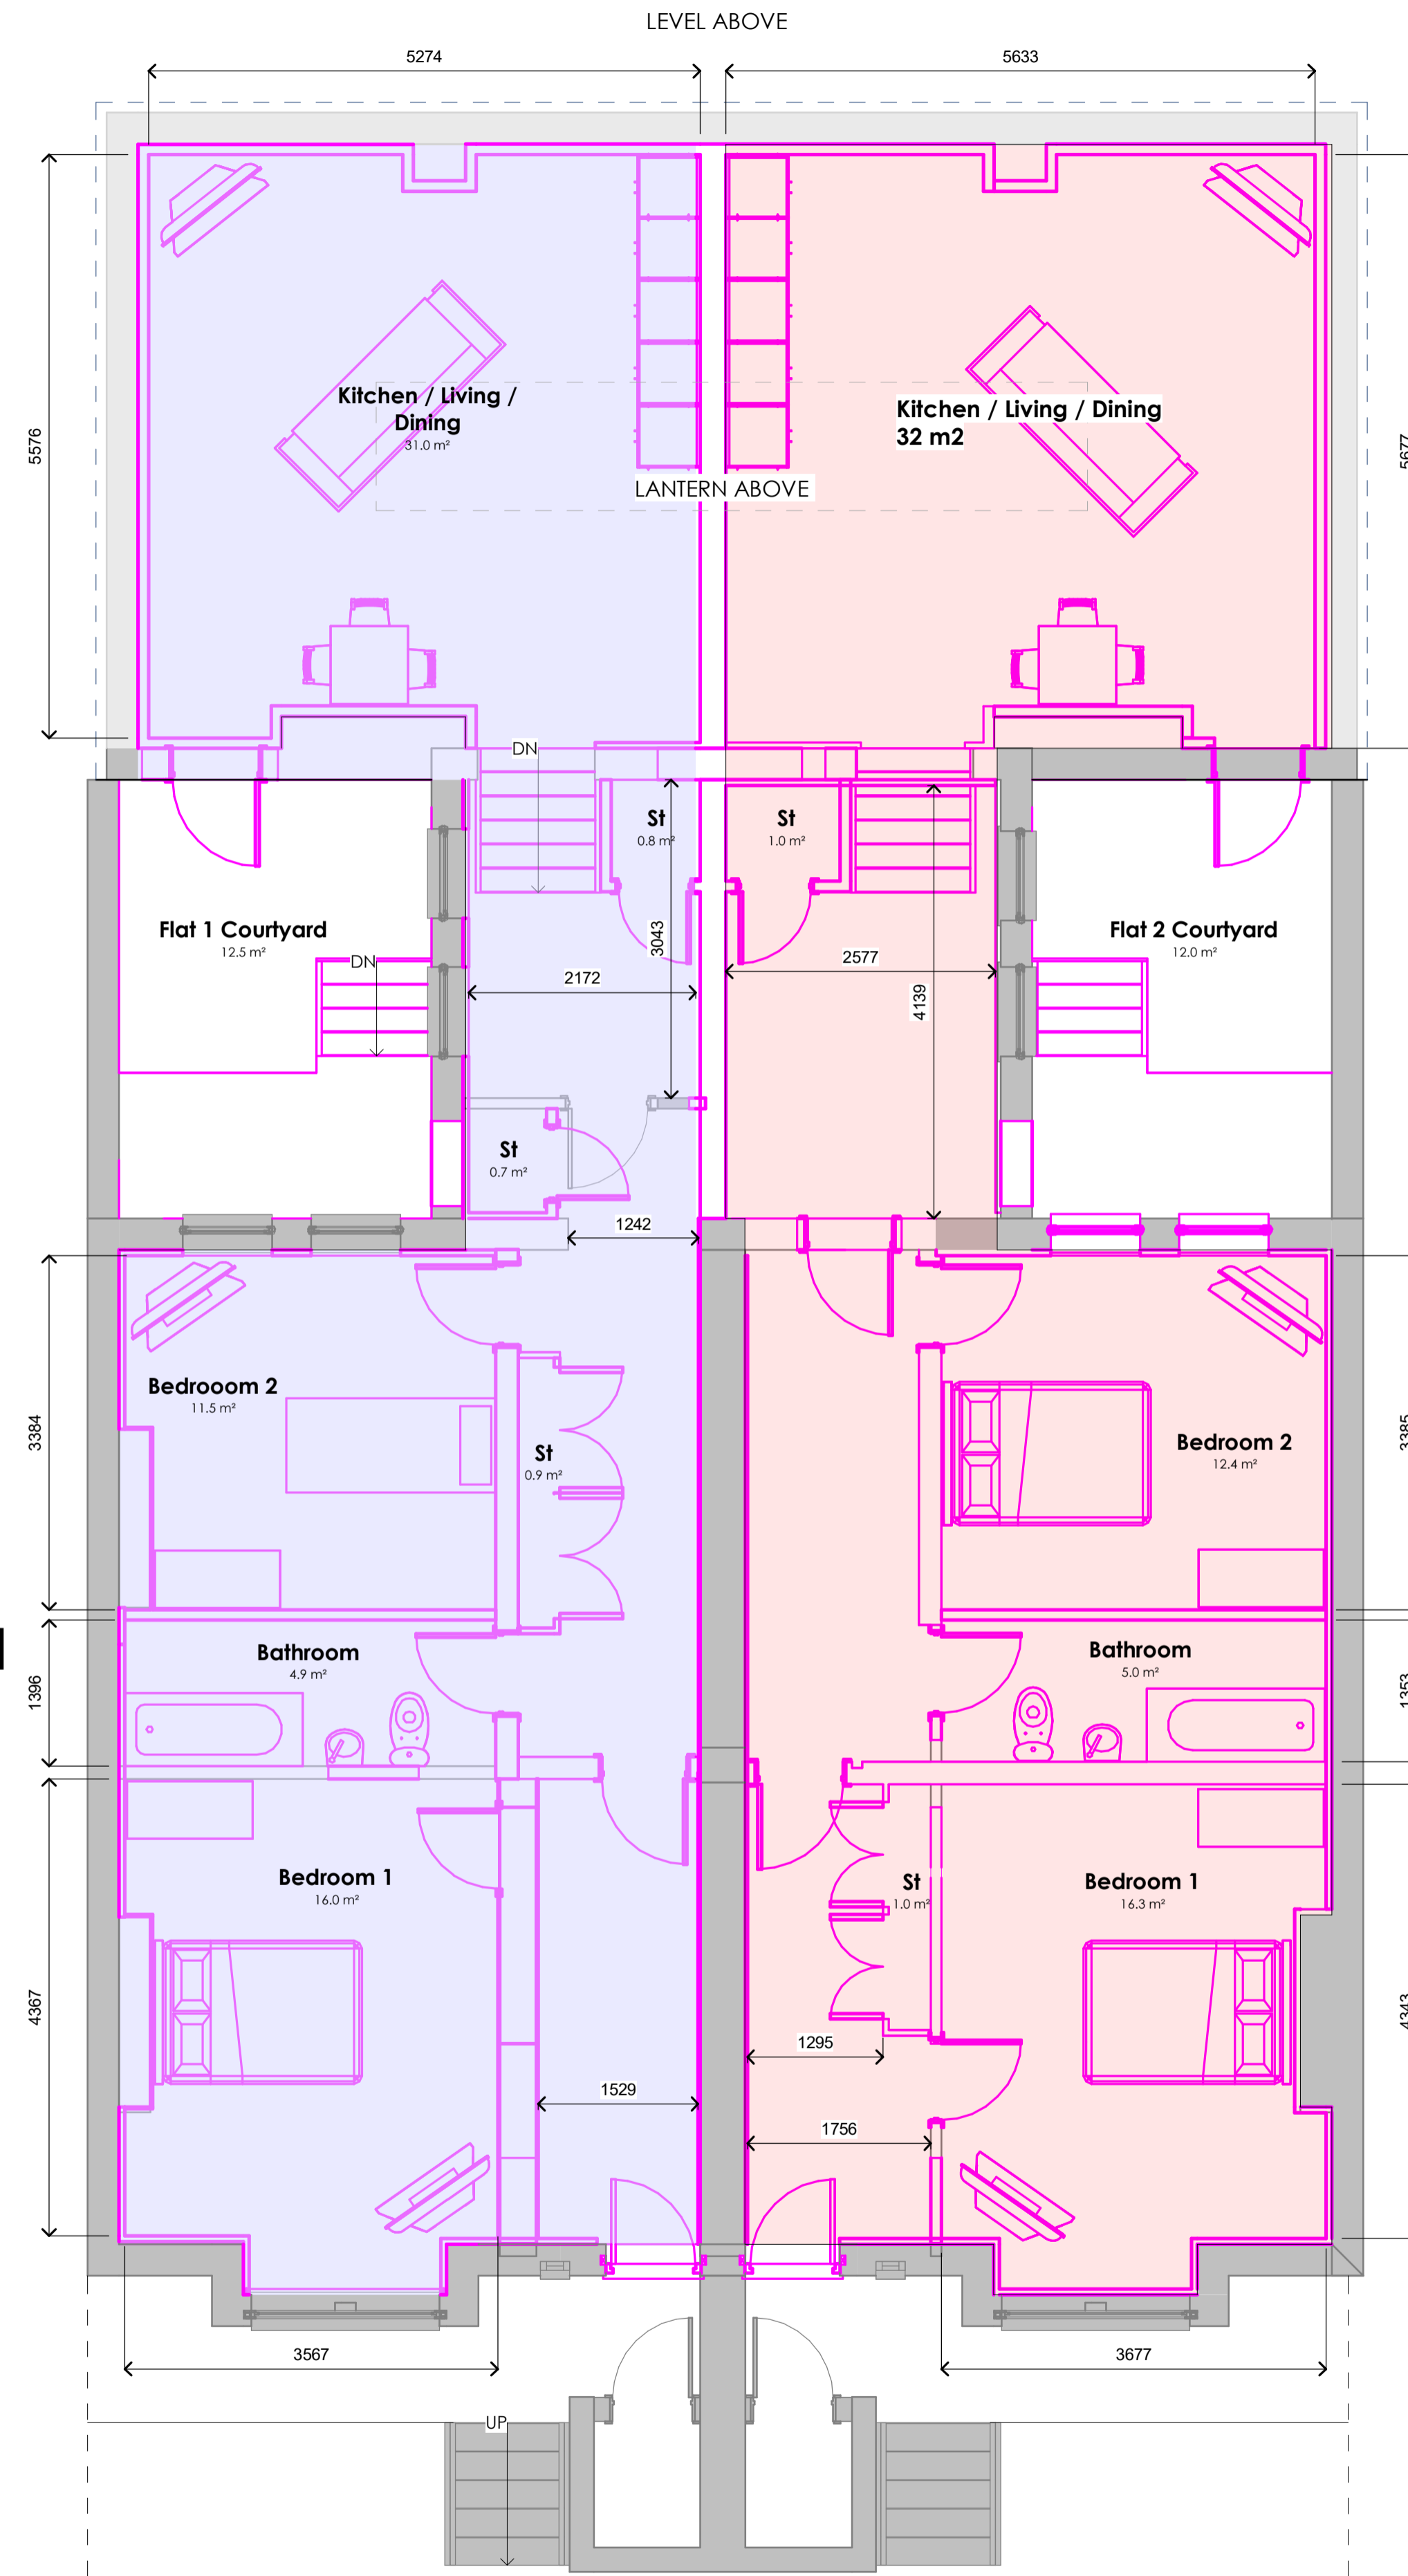 LEVEL ABOVE
5274
5633
5576
5677
Kitchen / Living /
Dining
31.0 m²
Kitchen / Living / Dining
32 m2
LANTERN ABOVE
DN
St
0.8 m²
St
1.0 m²
3043
Flat 1 Courtyard
12.5 m²
DN
2172
2577
4139
Flat 2 Courtyard
12.0 m²
St
0.7 m²
1242
Bedrooom 2
11.5 m²
3384
St
0.9 m²
Bedroom 2
12.4 m²
3385
Bathroom
4.9 m²
1396
Bathroom
5.0 m²
1353
Bedroom 1
16.0 m²
St
1.0 m²
Bedroom 1
16.3 m²
4367
4343
1295
1529
1756
3567
3677
UP